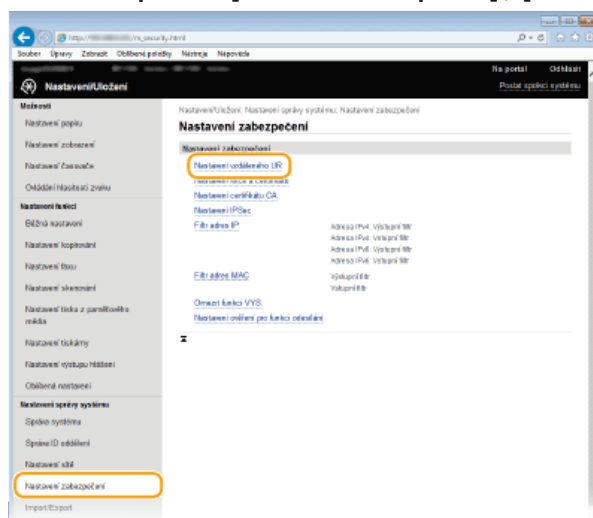 http://
/m_security.html
Soubor Úpravy Zobrazit Oblíbené položky Nástroje Nápověda
Na portál Odhlásit
Nastavení/Uložení
Poslat správci systému
Možnosti
Nastavení/Uložení: Nastavení správy systému: Nastavení zabezpečení
Nastavení papíru
Nastavení zabezpečení
Nastavení zobrazení
Nastavení zabezpečení
Nastavení časovače
Nastavení vzdáleného UR
Ovládání hlasitosti zvuku
Nastavení klíče a certifikátu
Nastavení certifikátu CA
Nastavení funkcí
Nastavení IPSec
Běžná nastavení
Filtr adres IP
Adresa IPv4: Výstupní filtr
Adresa IPv4: Vstupní filtr
Nastavení kopírování
Adresa IPv6: Výstupní filtr
Adresa IPv6: Vstupní filtr
Nastavení faxu
Filtr adres MAC
Výstupní filtr
Vstupní filtr
Nastavení skenování
Omezit funkci VYS.
Nastavení tisku z paměťového
média
Nastavení ověření pro funkci odesílání
Nastavení tiskárny
Nastavení výstupu hlášení
Oblíbená nastavení
Nastavení správy systému
Správa systému
Správa ID oddělení
Nastavení sítě
Nastavení zabezpečení
Import/Export